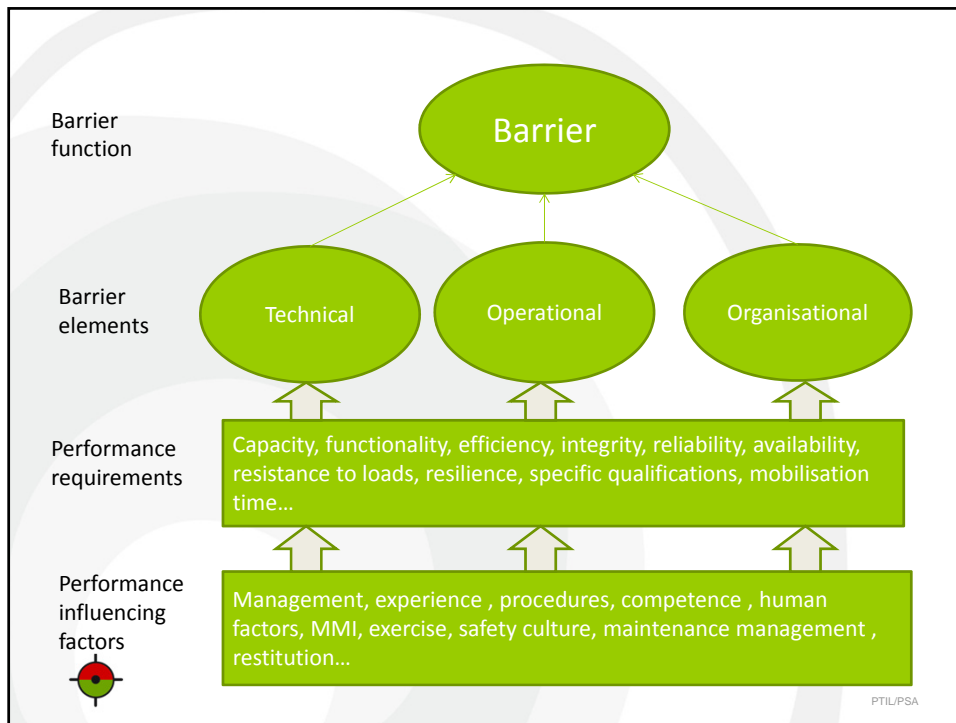 Barrier
function
Barrier
Barrier
elements
Technical
Operational
Organisational
Performance
requirements
Capacity, functionality, efficiency, integrity, reliability, availability,
resistance to loads, resilience, specific qualifications, mobilisation
time…
Performance
influencing
factors
Management, experience , procedures, competence , human
factors, MMI, exercise, safety culture, maintenance management ,
restitution…
PTIL/PSA